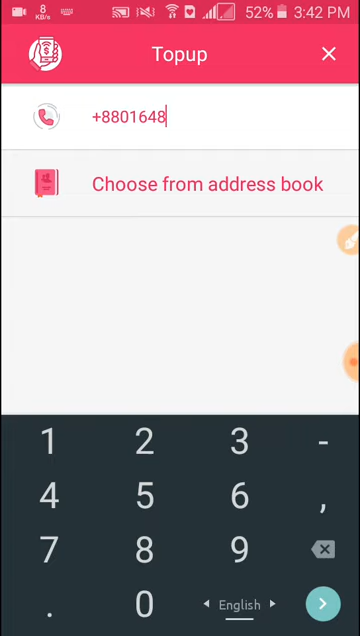 8 KB/s 52% 3:42 PM
Topup
+8801648
Choose from address book
1 2 3 -
4 5 6 ,
7 8 9
. 0 English